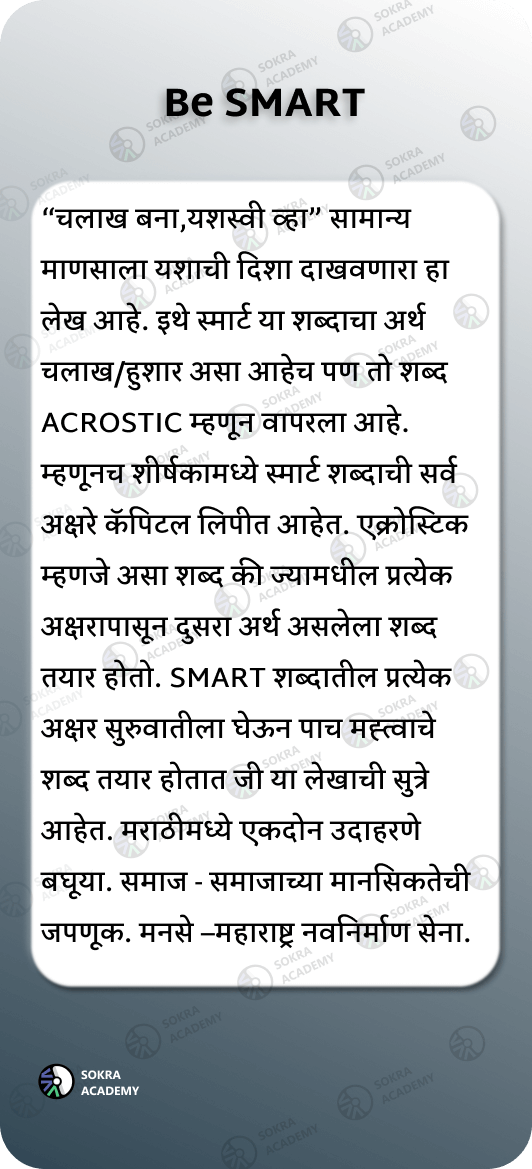 Be SMART
“चलाख बना,यशस्वी व्हा” सामान्य
माणसाला यशाची दिशा दाखवणारा हा
लेख आहे. इथे स्मार्ट या शब्दाचा अर्थ
चलाख/हुशार असा आहेच पण तो शब्द
ACROSTIC म्हणून वापरला आहे.
म्हणूनच शीर्षकामध्ये स्मार्ट शब्दाची सर्व
अक्षरे कॅपिटल लिपीत आहेत. एक्रोस्टिक
म्हणजे असा शब्द की ज्यामधील प्रत्येक
अक्षरापासून दुसरा अर्थ असलेला शब्द
तयार होतो. SMART शब्दातील प्रत्येक
अक्षर सुरुवातीला घेऊन पाच महत्त्वाचे
शब्द तयार होतात जी या लेखाची सुत्रे
आहेत. मराठीमध्ये एकदोन उदाहरणे
बघूया. समाज - समाजाच्या मानसिकतेची
जपणूक. मनसे –महाराष्ट्र नवनिर्माण सेना.
SOKRA
ACADEMY